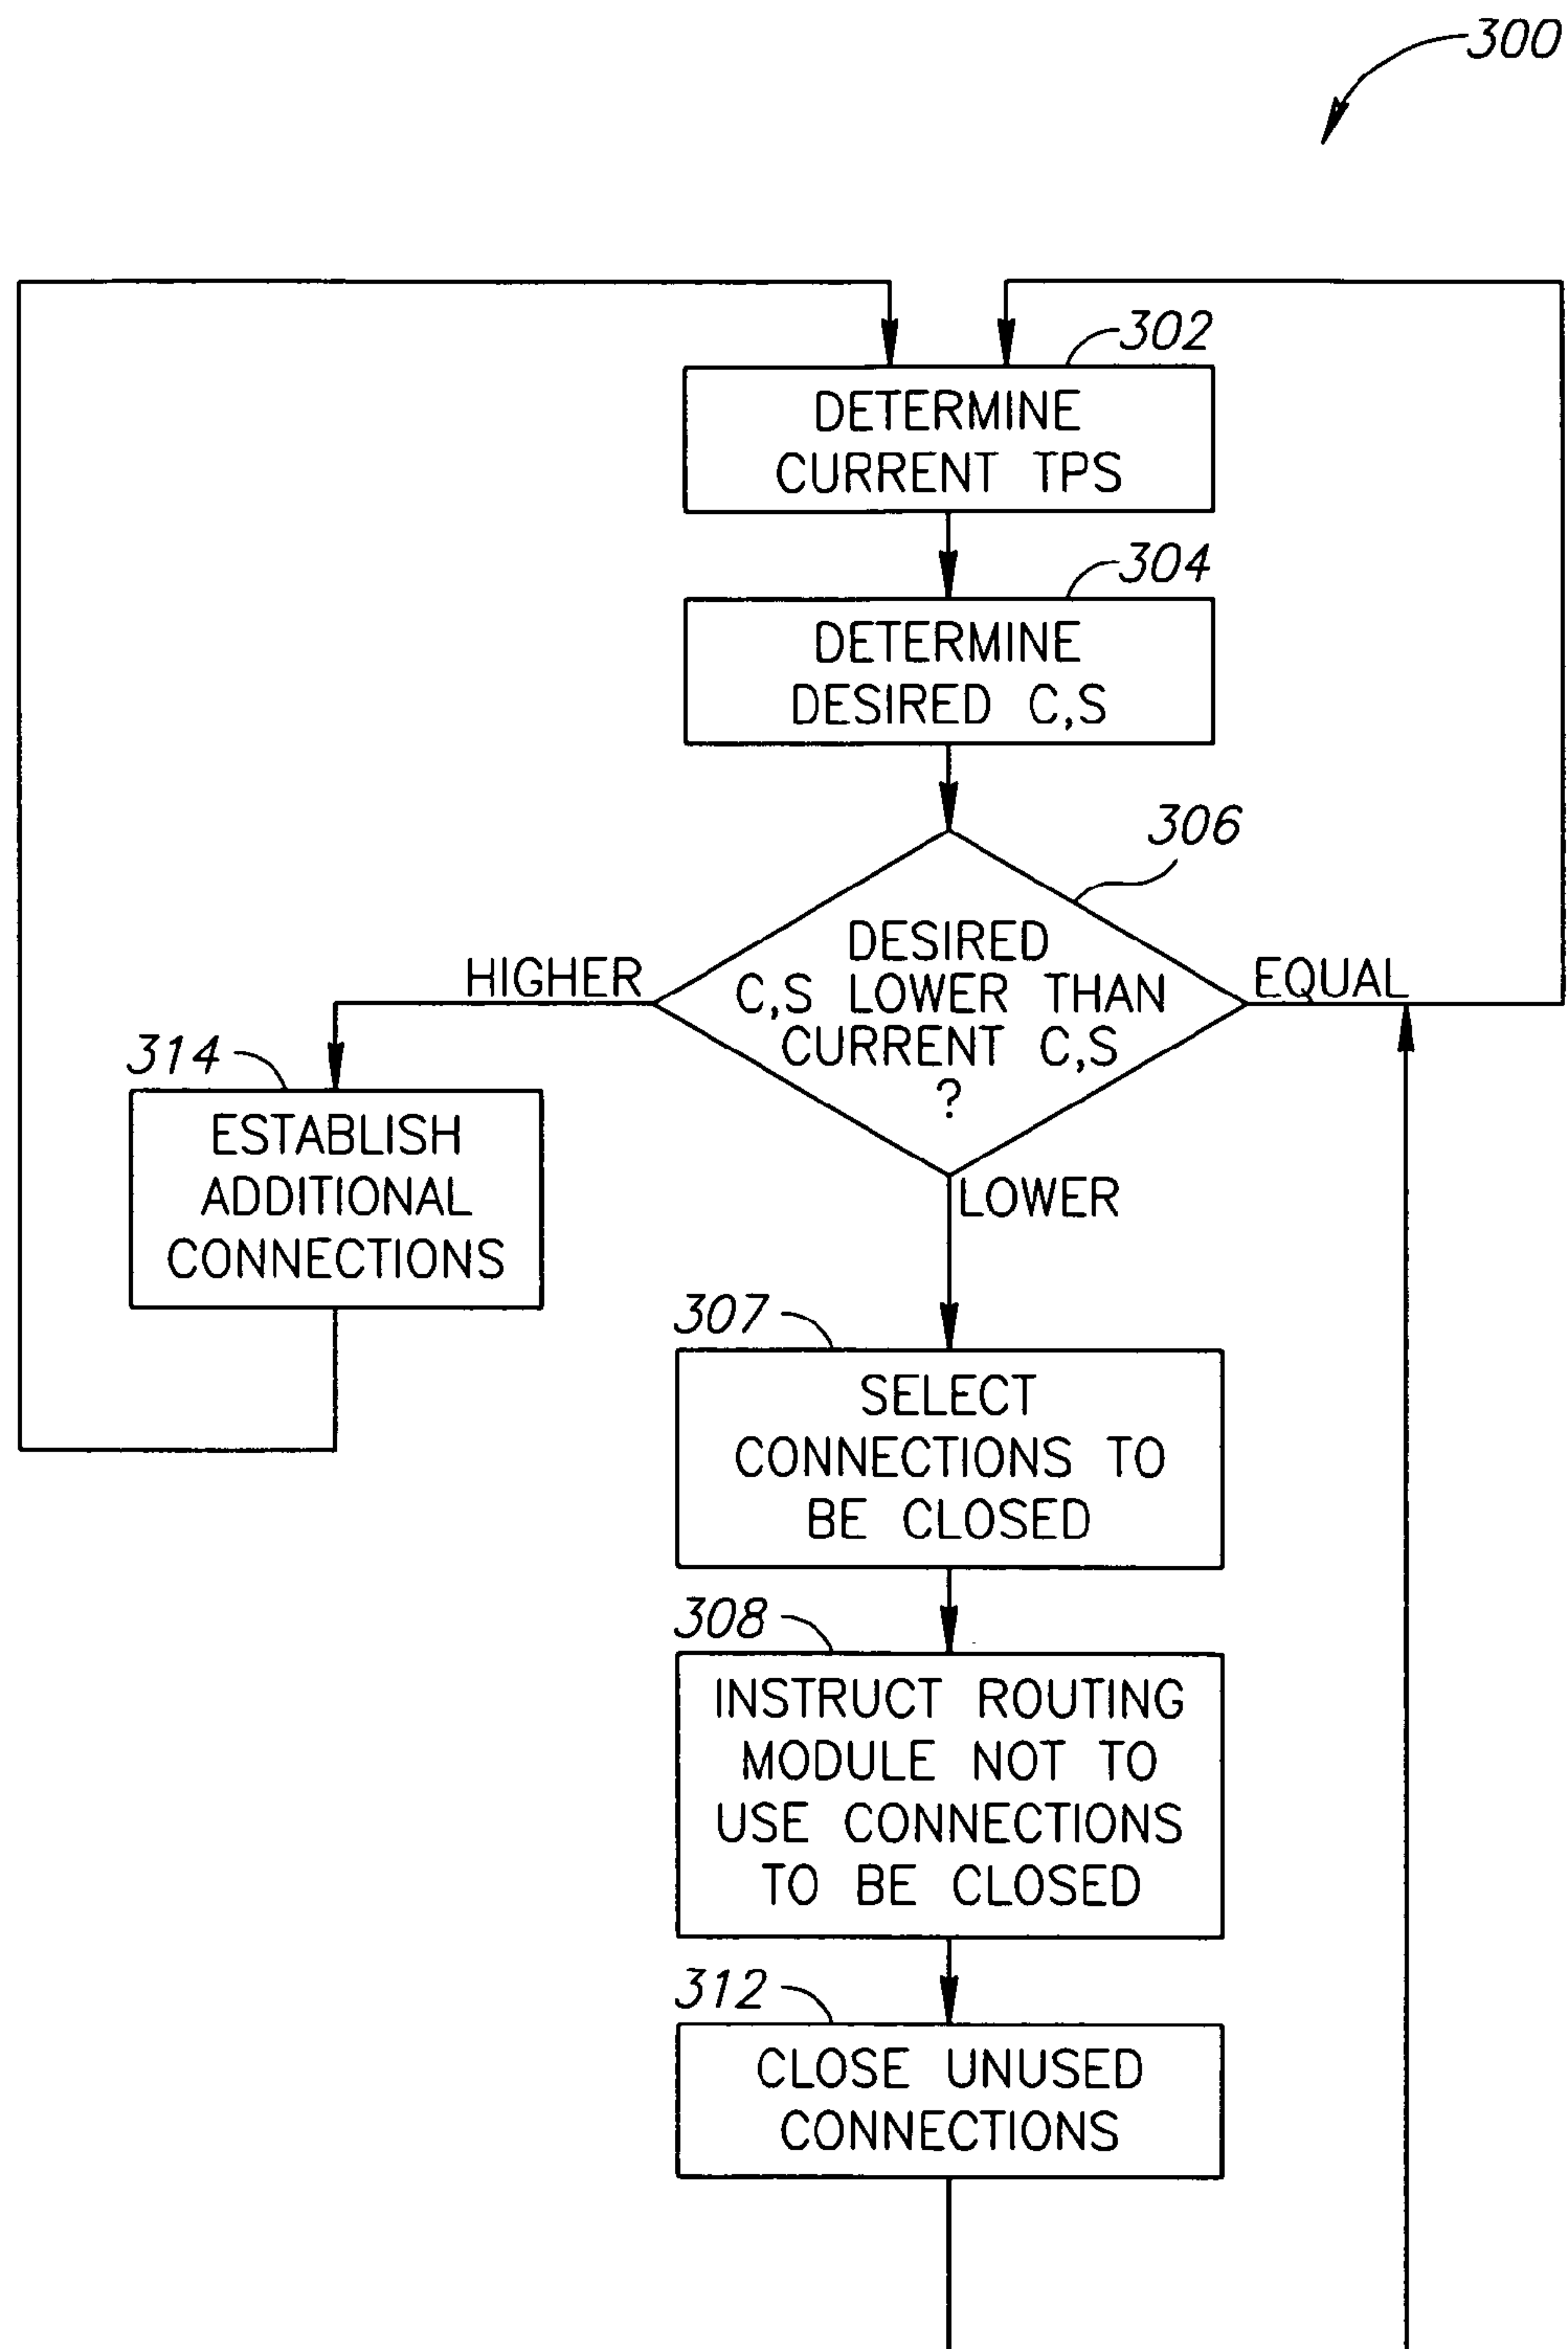 300
302
DETERMINE
CURRENT TPS
304
DETERMINE
DESIRED C,S
306
DESIRED
C,S LOWER THAN
CURRENT C,S
?
HIGHER
EQUAL
LOWER
314
ESTABLISH
ADDITIONAL
CONNECTIONS
307
SELECT
CONNECTIONS TO
BE CLOSED
308
INSTRUCT ROUTING
MODULE NOT TO
USE CONNECTIONS
TO BE CLOSED
312
CLOSE UNUSED
CONNECTIONS